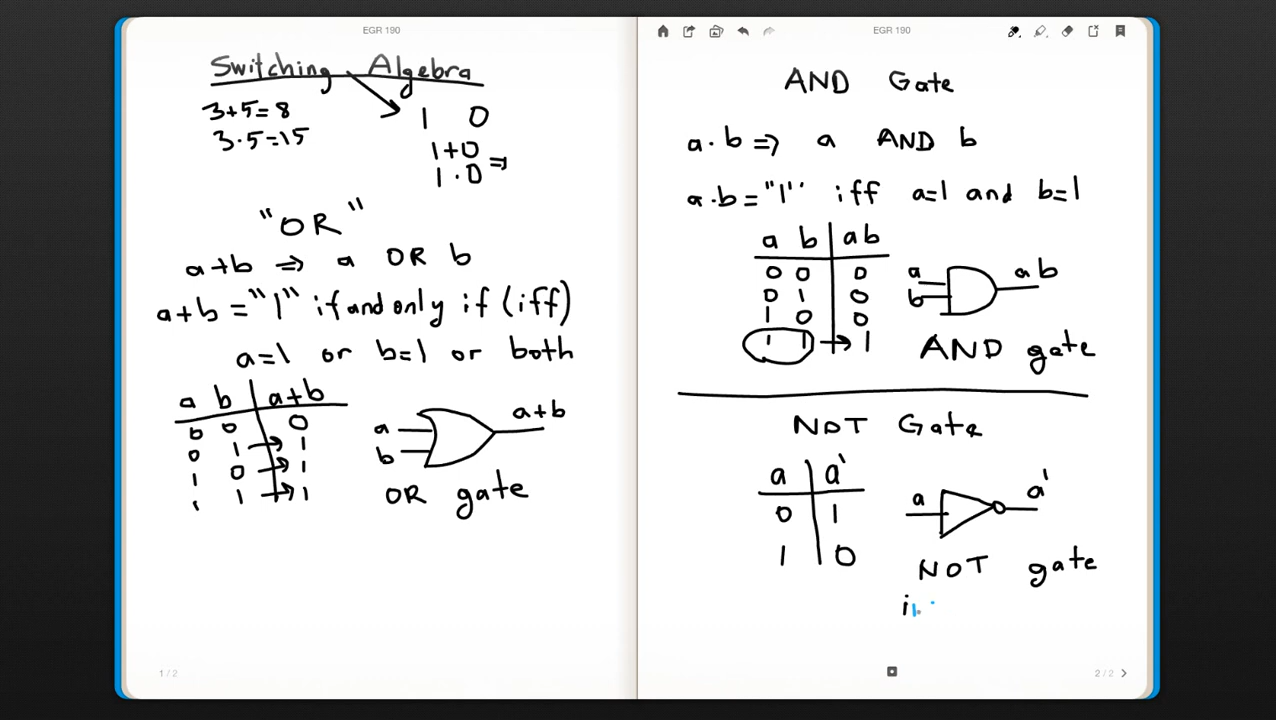 EGR 190
Switching Algebra
3+5=8
3·5=15
1 0
1+0
1·0 ⇒
"OR"
a+b ⇒ a OR b
a+b = "1" if and only if (iff)
a=1 or b=1 or both
a b a+b
0 0 0
0 1 → 1
1 0 → 1
1 1 → 1
a
b
a+b
OR gate
1 / 2
EGR 190
AND Gate
a·b ⇒ a AND b
a·b = "1" iff a=1 and b=1
a b ab
0 0 0
0 1 0
1 0 0
1 1 → 1
a
b
ab
AND gate
NOT Gate
a a'
0 1
1 0
a a'
NOT gate
2 / 2